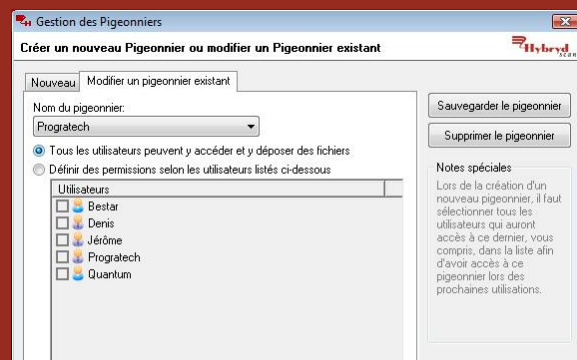 Gestion des Pigeonniers
Créer un nouveau Pigeonnier ou modifier un Pigeonnier existant
Hybryd
scan
Nouveau
Modifier un pigeonnier existant
Nom du pigeonnier:
Progratech
Tous les utilisateurs peuvent y accéder et y déposer des fichiers
Définir des permissions selon les utilisateurs listés ci-dessous
Utilisateurs
Bestar
Denis
Jérôme
Progratech
Quantum
Sauvegarder le pigeonnier
Supprimer le pigeonnier
Notes spéciales
Lors de la création d'un
nouveau pigeonnier, il faut
sélectionner tous les
utilisateurs qui auront
accès à ce dernier, vous
compris, dans la liste afin
d'avoir accès à ce
pigeonnier lors des
prochaines utilisations.